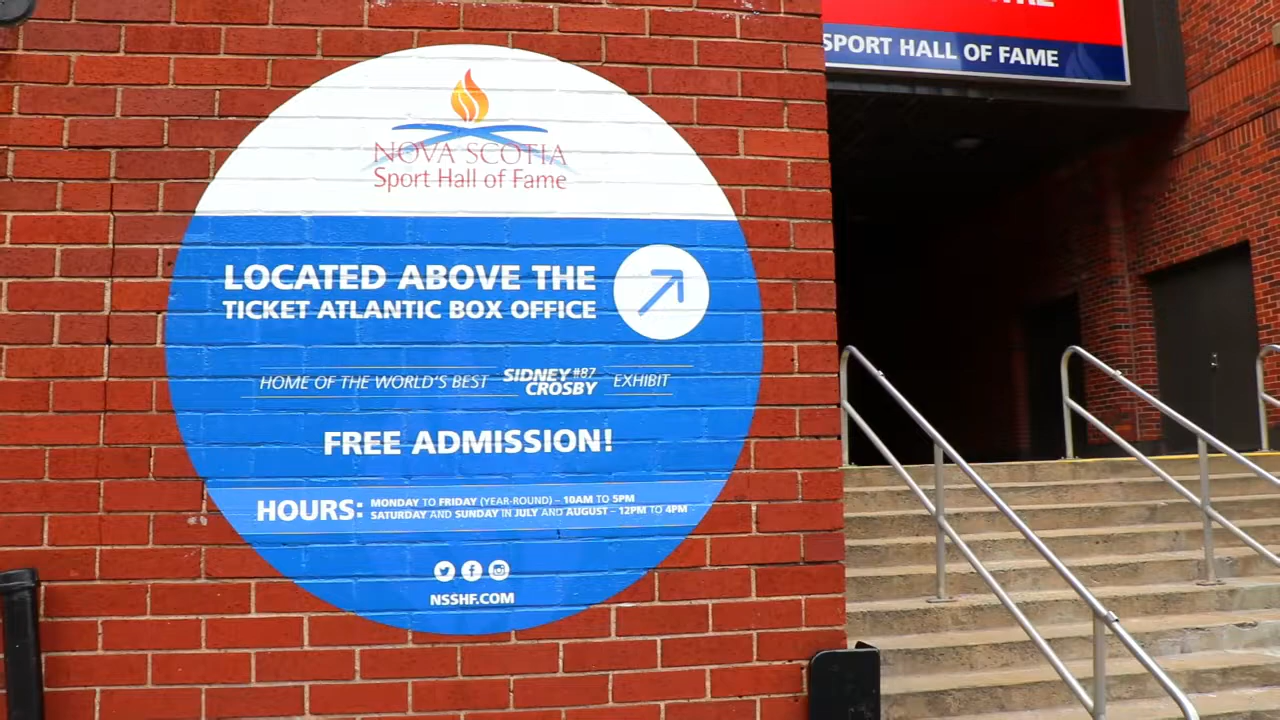 SPORT HALL OF FAME
NOVA SCOTIA
Sport Hall of Fame
LOCATED ABOVE THE
TICKET ATLANTIC BOX OFFICE
HOME OF THE WORLD'S BEST SIDNEY #87 CROSBY EXHIBIT
FREE ADMISSION!
HOURS: MONDAY TO FRIDAY (YEAR-ROUND) – 10AM TO 5PM
SATURDAY AND SUNDAY IN JULY AND AUGUST – 12PM TO 4PM
NSSHF.COM